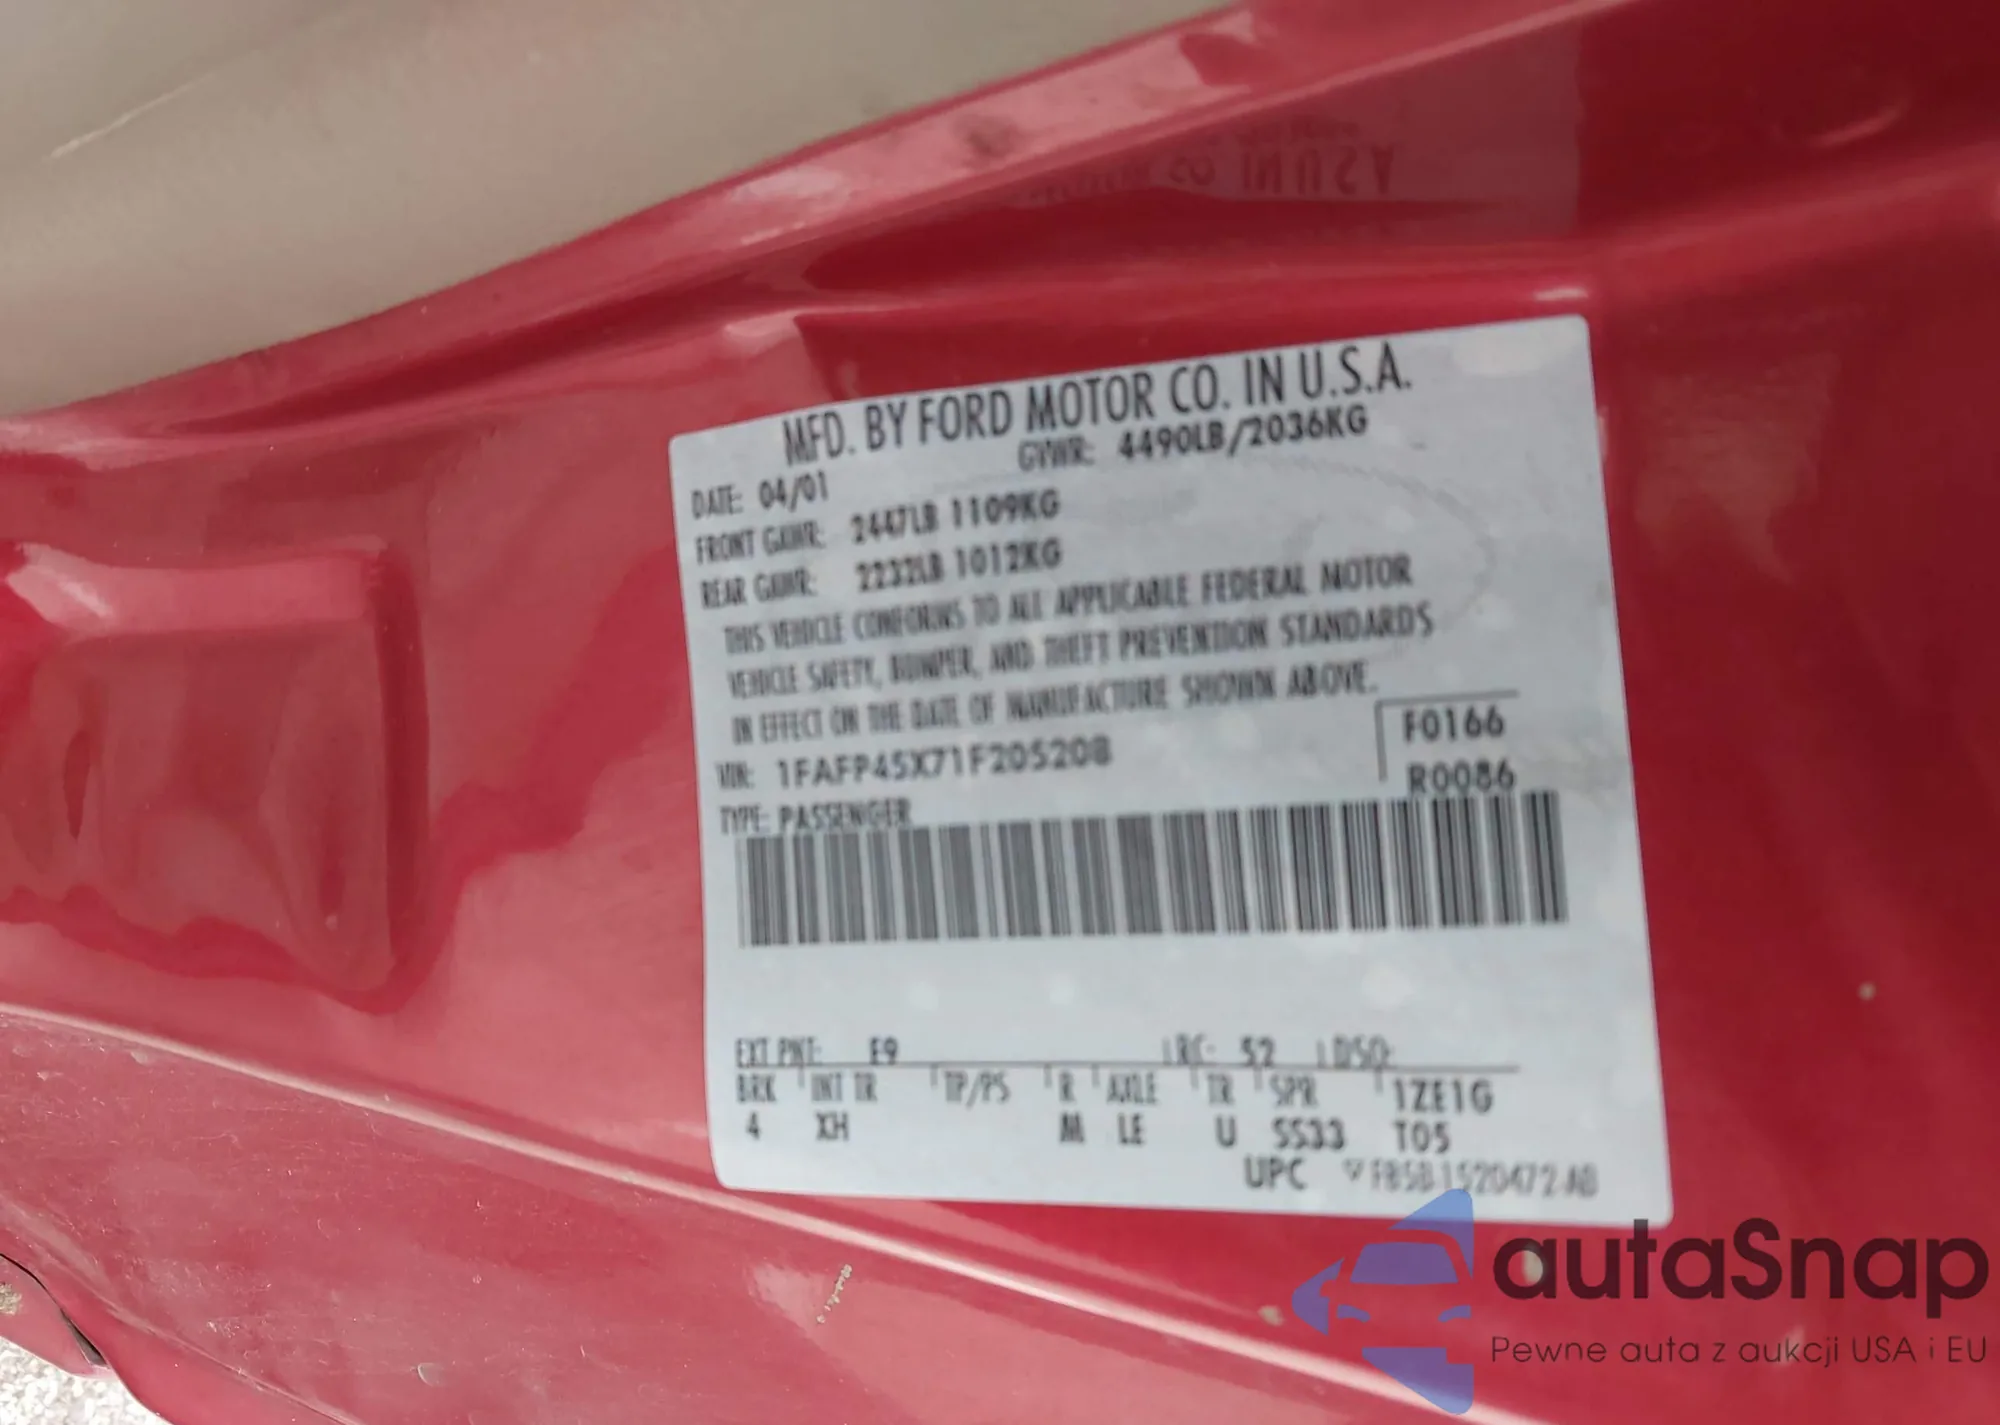 MFD. BY FORD MOTOR CO. IN U.S.A.
DATE: 04/01 GVWR: 4490LB/2036KG
FRONT GAWR: 2447LB 1109KG
REAR GAWR: 2232LB 1012KG
THIS VEHICLE CONFORMS TO ALL APPLICABLE FEDERAL MOTOR
VEHICLE SAFETY, BUMPER, AND THEFT PREVENTION STANDARDS
IN EFFECT ON THE DATE OF MANUFACTURE SHOWN ABOVE.
VIN: 1FAFP45X71F205208 F0166
TYPE: PASSENGER R0086
EXT PNT: E9 RC: 52 DSO:
BRK INT TR TP/PS R AXLE TR SPR 1ZE1G
4 XH M LE U SS33 T05
UPC F85B 1520472 AB
autaSnap
Pewne auta z aukcji USA i EU